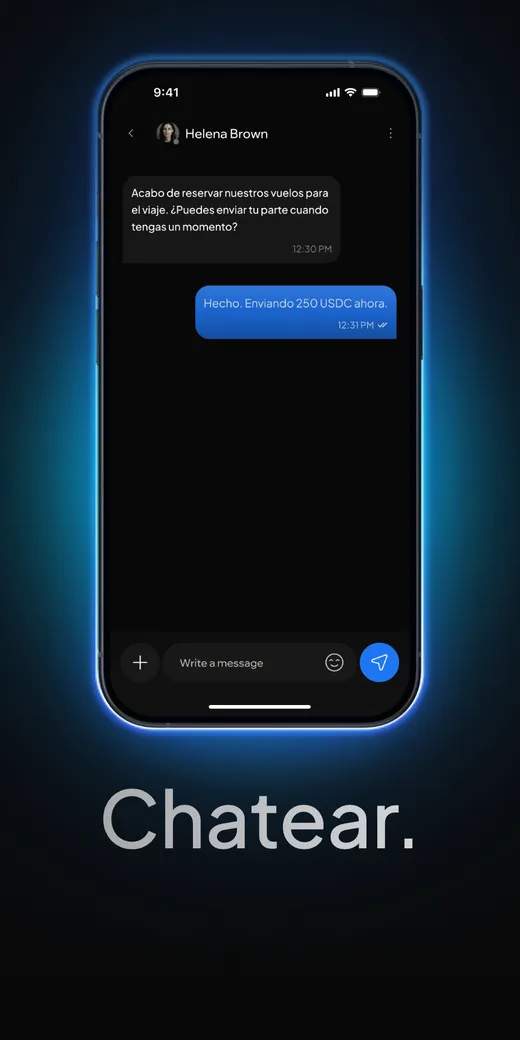 9:41
Helena Brown
Acabo de reservar nuestros vuelos para
el viaje. ¿Puedes enviar tu parte cuando
tengas un momento?
12:30 PM
Hecho. Enviando 250 USDC ahora.
12:31 PM
Write a message
Chatear.